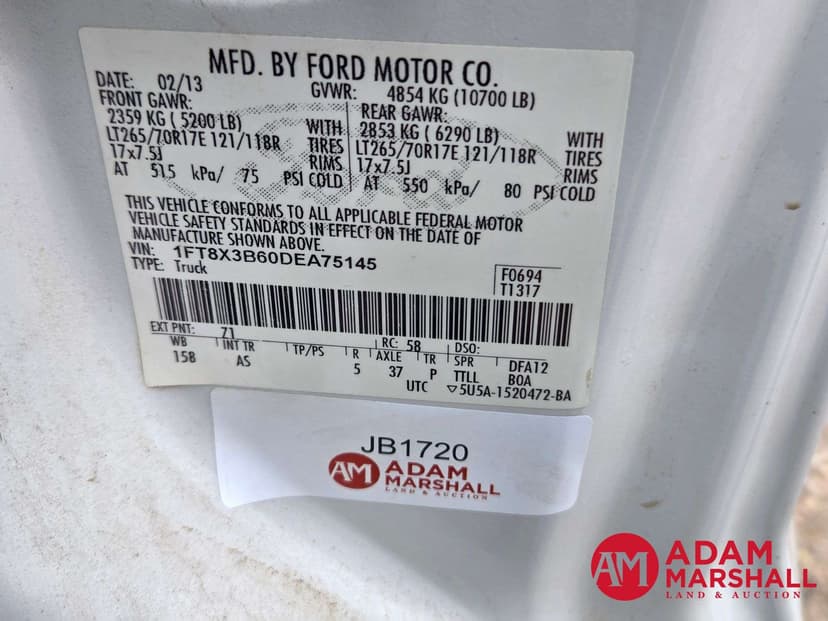 MFD. BY FORD MOTOR CO.
DATE: 02/13 GVWR: 4854 KG (10700 LB)
FRONT GAWR: REAR GAWR:
2359 KG ( 5200 LB) WITH 2853 KG ( 6290 LB) WITH
LT265/70R17E 121/118R TIRES LT265/70R17E 121/118R TIRES
17x7.5J RIMS 17x7.5J RIMS
AT 515 kPa/ 75 PSI COLD AT 550 kPa/ 80 PSI COLD
THIS VEHICLE CONFORMS TO ALL APPLICABLE FEDERAL MOTOR
VEHICLE SAFETY STANDARDS IN EFFECT ON THE DATE OF
MANUFACTURE SHOWN ABOVE.
VIN: 1FT8X3B60DEA75145
TYPE: Truck
F0694
T1317
EXT PNT: 71 RC: 58 DSO:
WB INT TR TP/PS R AXLE TR SPR DFA12
158 AS 5 37 P TTLL BOA
UTC ▽5U5A-1520472-BA
JB1720
AM ADAM
MARSHALL
LAND & AUCTION
AM ADAM
MARSHALL
LAND & AUCTION